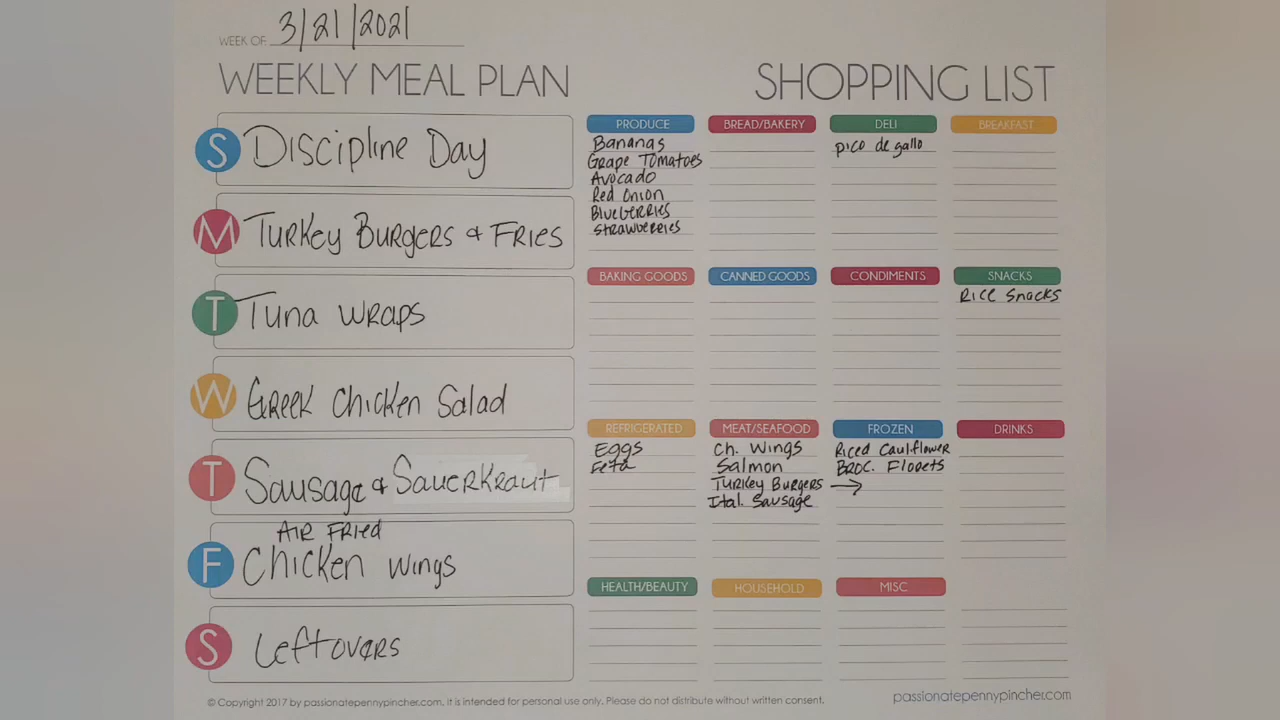 WEEK OF 3/21/2021
WEEKLY MEAL PLAN
S Discipline Day
M Turkey Burgers & Fries
T Tuna Wraps
W Greek Chicken Salad
T Sausage & Sauerkraut
AIR FRIED
F Chicken Wings
S Leftovers
SHOPPING LIST
PRODUCE
Bananas
Grape Tomatoes
Avocado
Red Onion
Blueberries
Strawberries
BREAD/BAKERY
DELI
pico de gallo
BREAKFAST
BAKING GOODS
CANNED GOODS
CONDIMENTS
SNACKS
Rice Snacks
REFRIGERATED
Eggs
Feta
MEAT/SEAFOOD
Ch. Wings
Salmon
Turkey Burgers →
Ital. Sausage
FROZEN
Riced Cauliflower
Broc. Florets
DRINKS
HEALTH/BEAUTY
HOUSEHOLD
MISC
© Copyright 2017 by passionatepennypincher.com. It is intended for personal use only. Please do not distribute without written consent.
passionatepennypincher.com